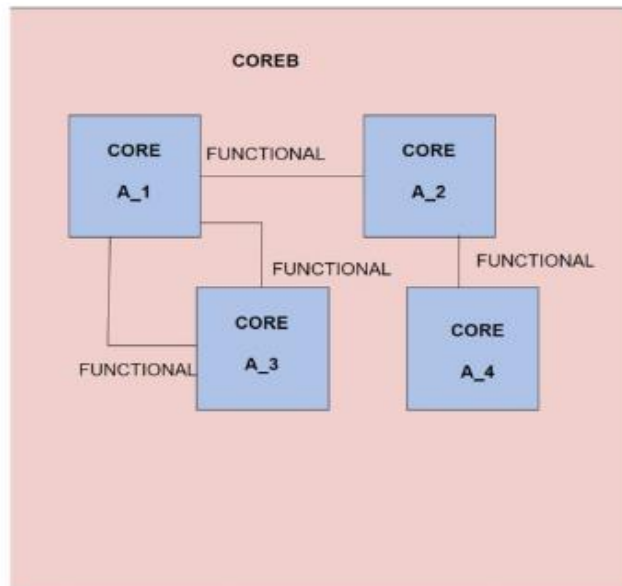 COREB
CORE
A_1
FUNCTIONAL
CORE
A_2
FUNCTIONAL
FUNCTIONAL
CORE
A_3
FUNCTIONAL
CORE
A_4